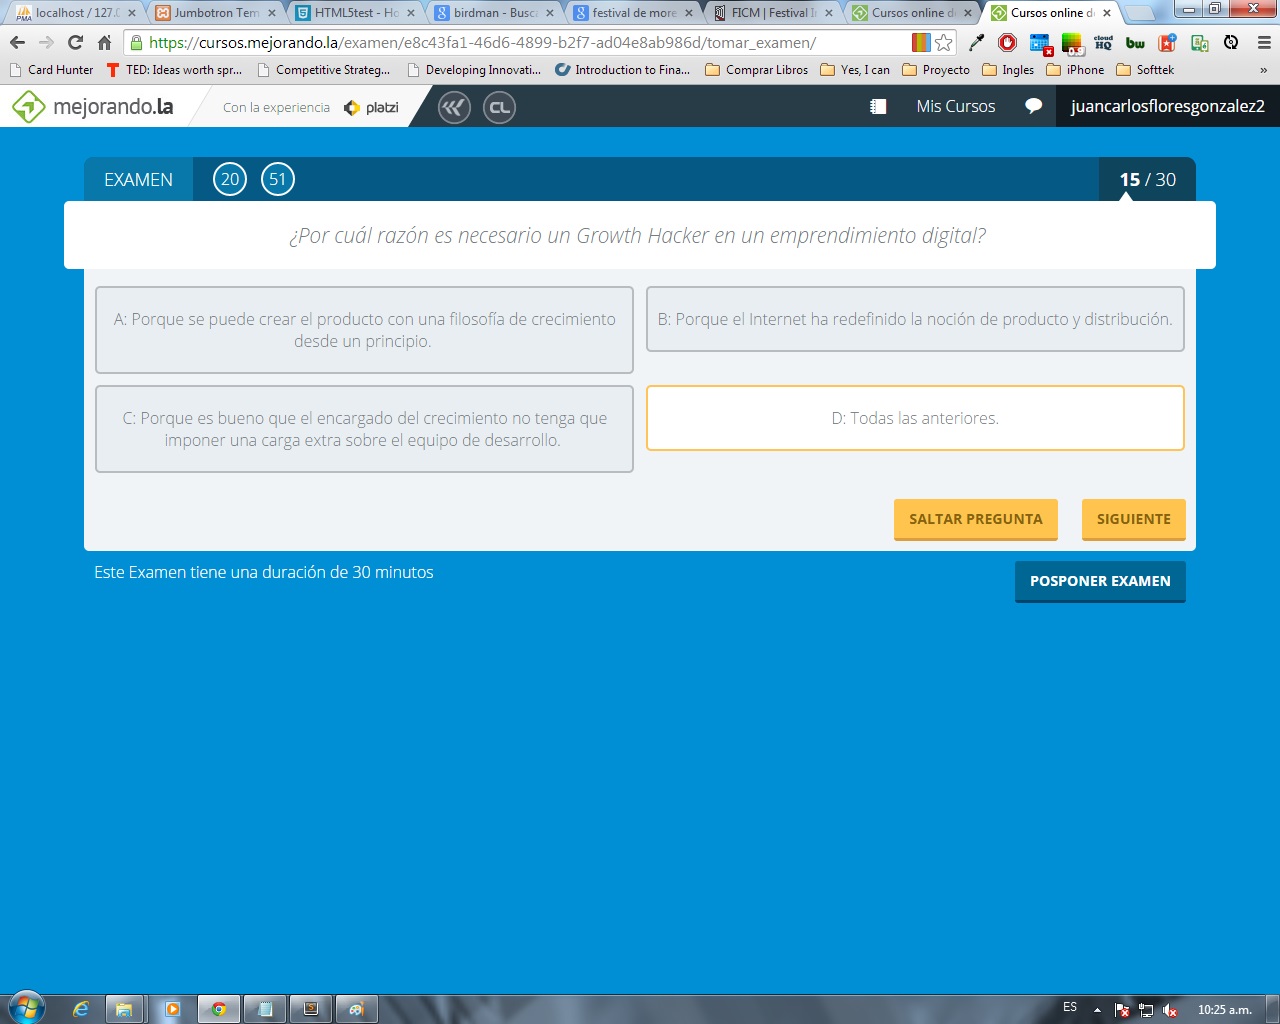 localhost / 127.0
Jumbotron Tem
HTML5test - Ho
birdman - Busca
festival de more
FICM | Festival I
Cursos online d
Cursos online d
https://cursos.mejorando.la/examen/e8c43fa1-46d6-4899-b2f7-ad04e8ab986d/tomar_examen/
Card Hunter
TED: Ideas worth spr...
Competitive Strateg...
Developing Innovati...
Introduction to Fina...
Comprar Libros
Yes, I can
Proyecto
Ingles
iPhone
Softtek
»
mejorando.la
Con la experiencia
platzi
CL
Mis Cursos
juancarlosfloresgonzalez2
EXAMEN
20
51
15 / 30
¿Por cuál razón es necesario un Growth Hacker en un emprendimiento digital?
A: Porque se puede crear el producto con una filosofía de crecimiento
desde un principio.
B: Porque el Internet ha redefinido la noción de producto y distribución.
C: Porque es bueno que el encargado del crecimiento no tenga que
imponer una carga extra sobre el equipo de desarrollo.
D: Todas las anteriores.
SALTAR PREGUNTA
SIGUIENTE
Este Examen tiene una duración de 30 minutos
POSPONER EXAMEN
ES
10:25 a.m.